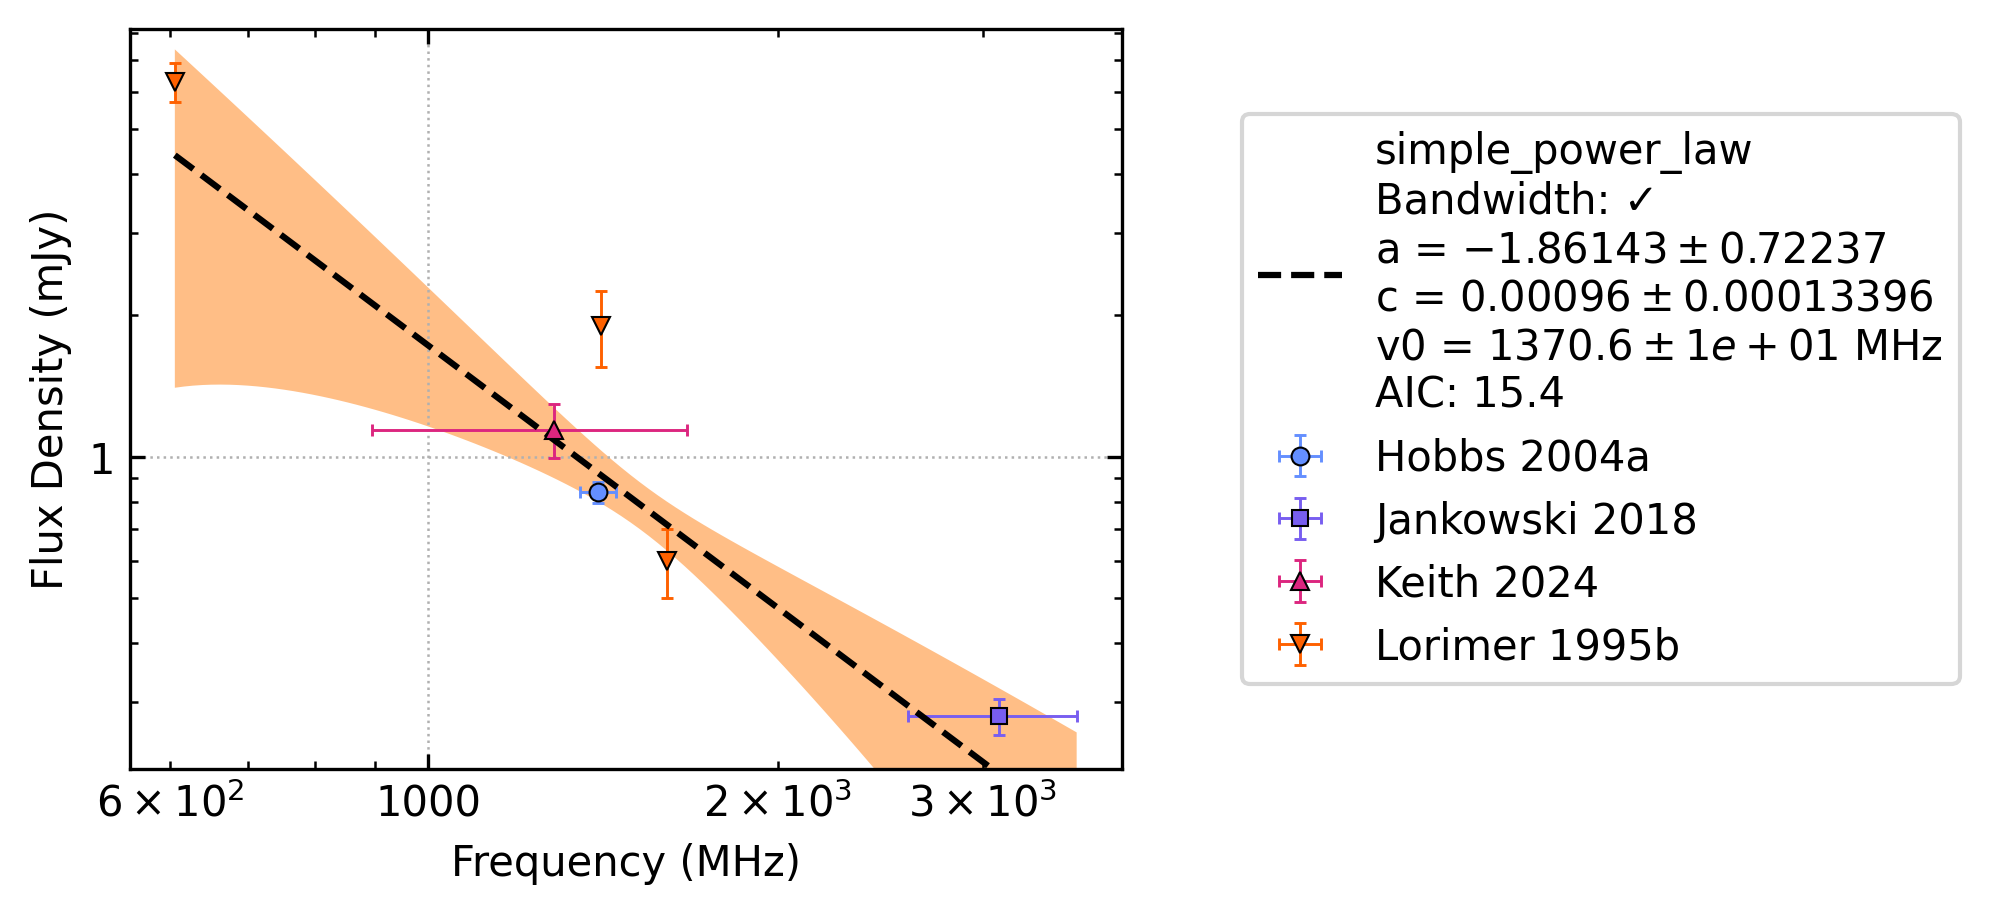 Flux Density (mJy)
1
6 × 10²
1000
2 × 10³
3 × 10³
Frequency (MHz)
simple_power_law
Bandwidth: ✓
a = −1.86143 ± 0.72237
c = 0.00096 ± 0.00013396
v0 = 1370.6 ± 1e + 01 MHz
AIC: 15.4
Hobbs 2004a
Jankowski 2018
Keith 2024
Lorimer 1995b